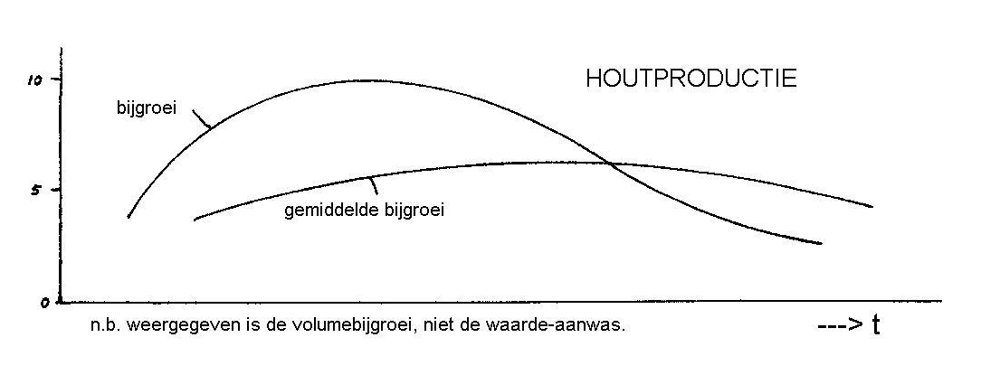 HOUTPRODUCTIE
10
bijgroei
5
gemiddelde bijgroei
0
n.b. weergegeven is de volumebijgroei, niet de waarde-aanwas.
---> t